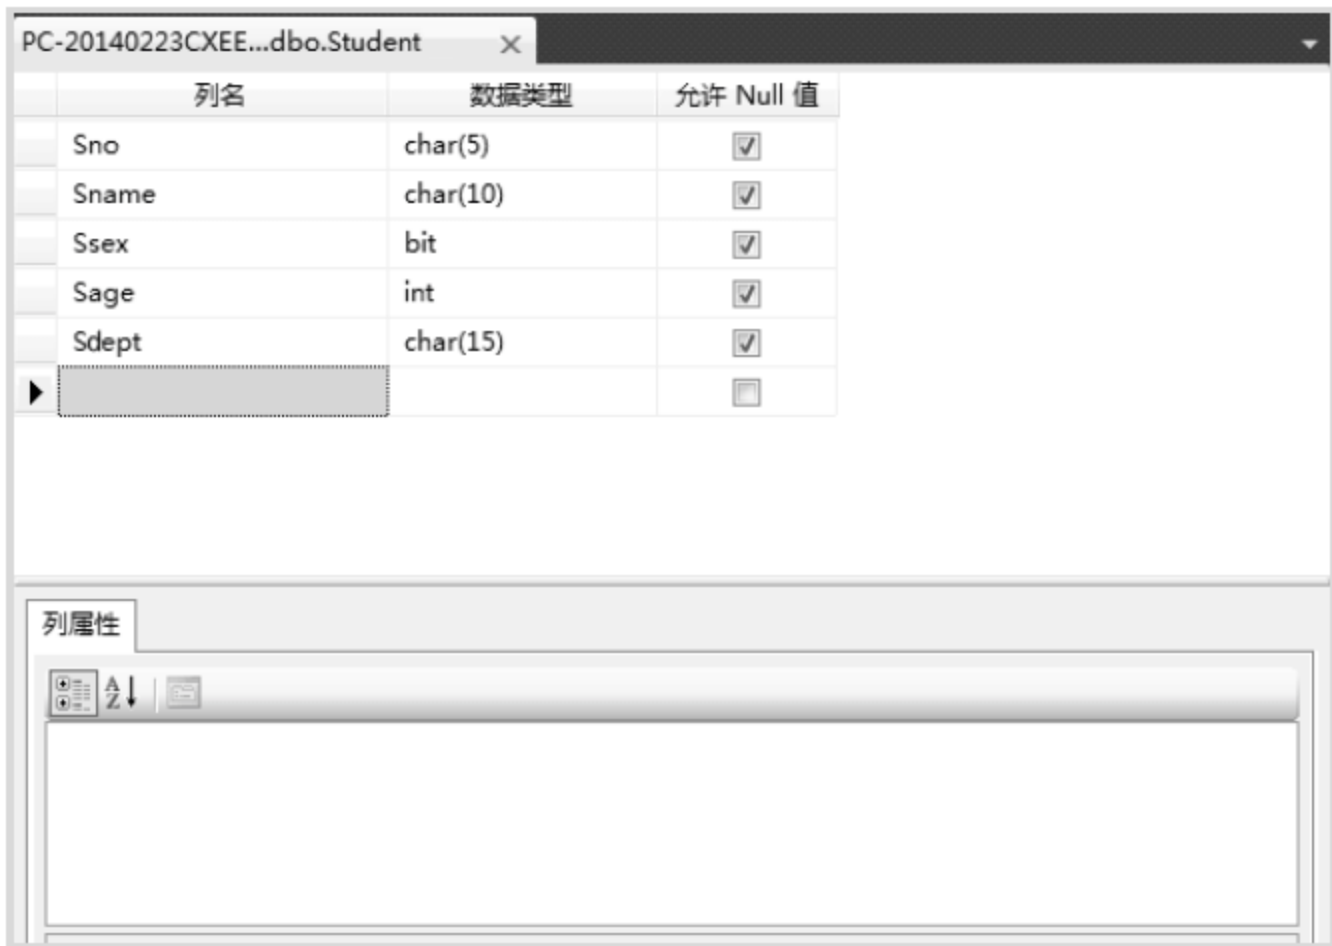 PC-20140223CXEE...dbo.Student
列名 数据类型 允许 Null 值
Sno char(5)
Sname char(10)
Ssex bit
Sage int
Sdept char(15)
列属性